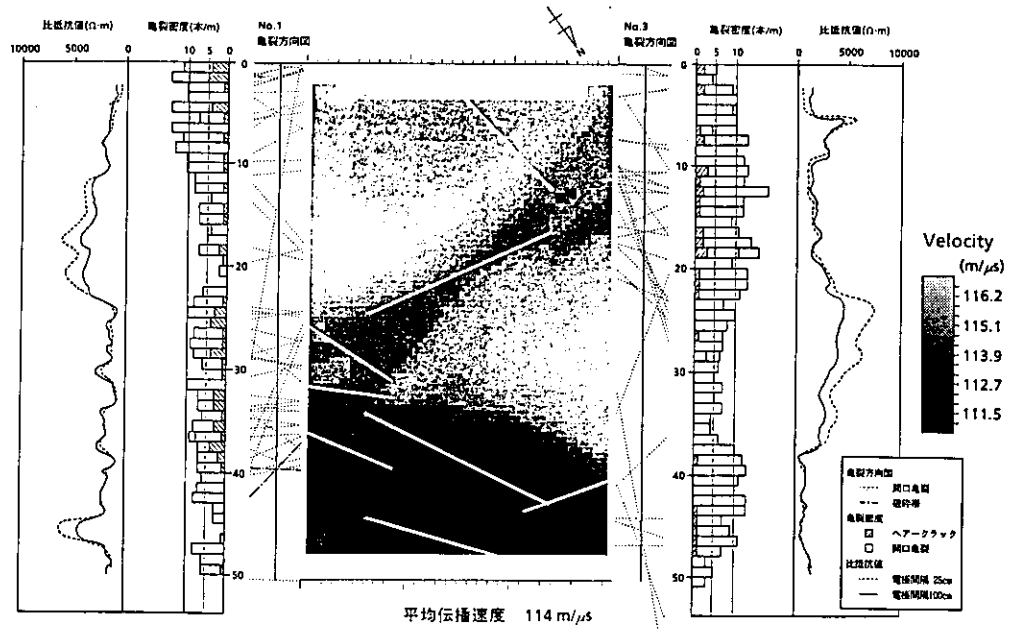 比抵抗値(Ω·m)
10000 5000 0
亀裂密度(本/m)
10 5 0
No.1
亀裂方向図
0
10
20
30
40
50
N
No.3
亀裂方向図
亀裂密度(本/m)
0 5 10
比抵抗値(Ω·m)
0 5000 10000
0
10
20
30
40
50
Velocity
(m/μs)
116.2
115.1
113.9
112.7
111.5
亀裂方向図
開口亀裂
破砕帯
亀裂密度
ヘアークラック
開口亀裂
比抵抗値
電極間隔 25cm
電極間隔100cm
平均伝播速度 114 m/μs